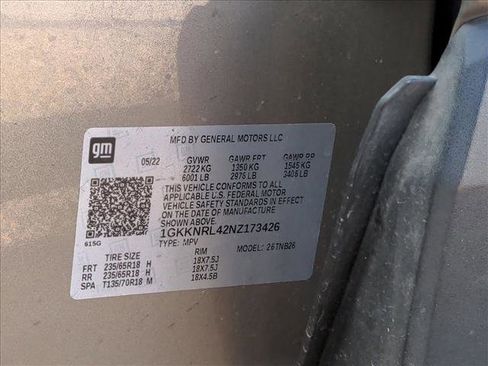 gm
MFD BY GENERAL MOTORS LLC
05/22 GVWR GAWR FRT GAWR RR
2722 KG 1350 KG 1545 KG
6001 LB 2976 LB 3406 LB
THIS VEHICLE CONFORMS TO ALL
APPLICABLE U.S. FEDERAL MOTOR
VEHICLE SAFETY STANDARDS IN EFFECT
ON THE DATE OF MANUFACTURE
SHOWN ABOVE.
1GKKNRL42NZ173426
TYPE: MPV MODEL: 26TNB26
615G
TIRE SIZE RIM
FRT 235/65R18 H 18X7.5J
RR 235/65R18 H 18X7.5J
SPA T135/70R18 M 18X4.5B